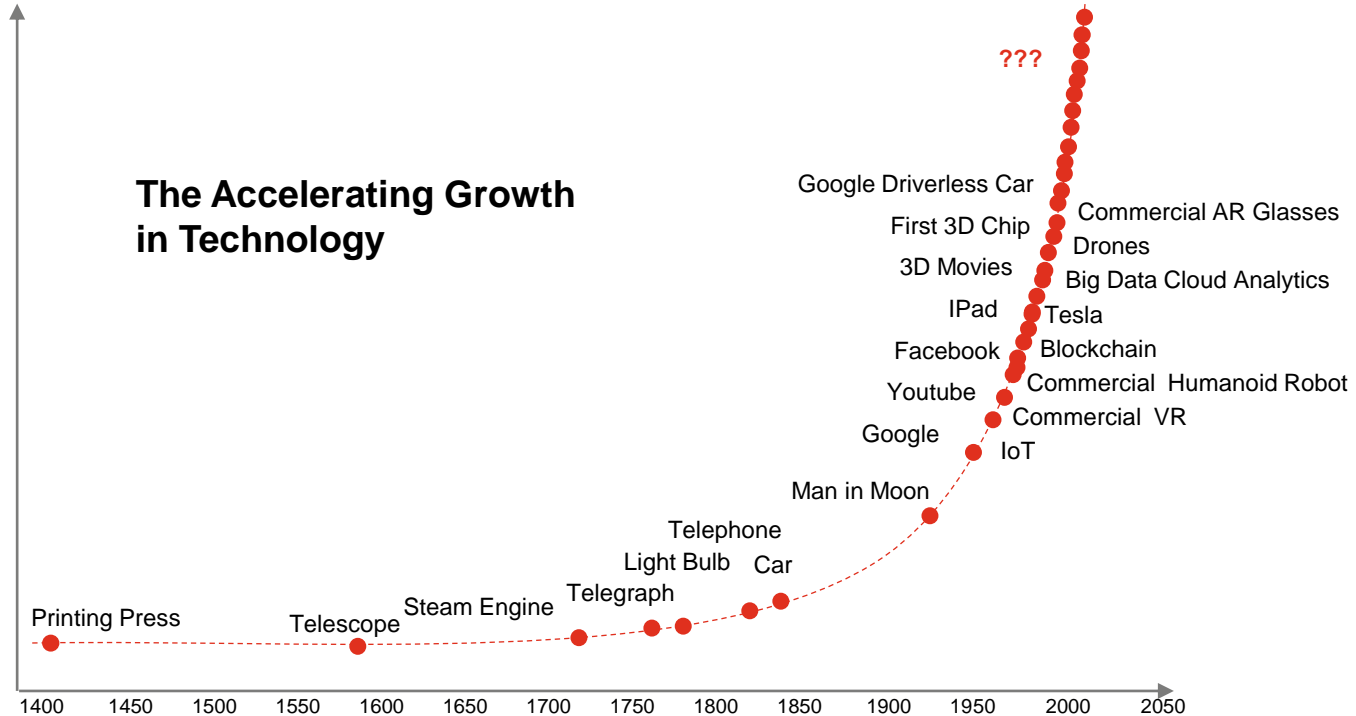 ???
The Accelerating Growth
in Technology
Google Driverless Car
Commercial AR Glasses
First 3D Chip
Drones
3D Movies
Big Data Cloud Analytics
IPad
Tesla
Facebook
Blockchain
Commercial  Humanoid Robot
Youtube
Commercial  VR
Google
IoT
Man in Moon
Telephone
Light Bulb
Car
Telegraph
Steam Engine
Printing Press
Telescope
1400 1450 1500 1550 1600 1650 1700 1750 1800 1850 1900 1950 2000 2050